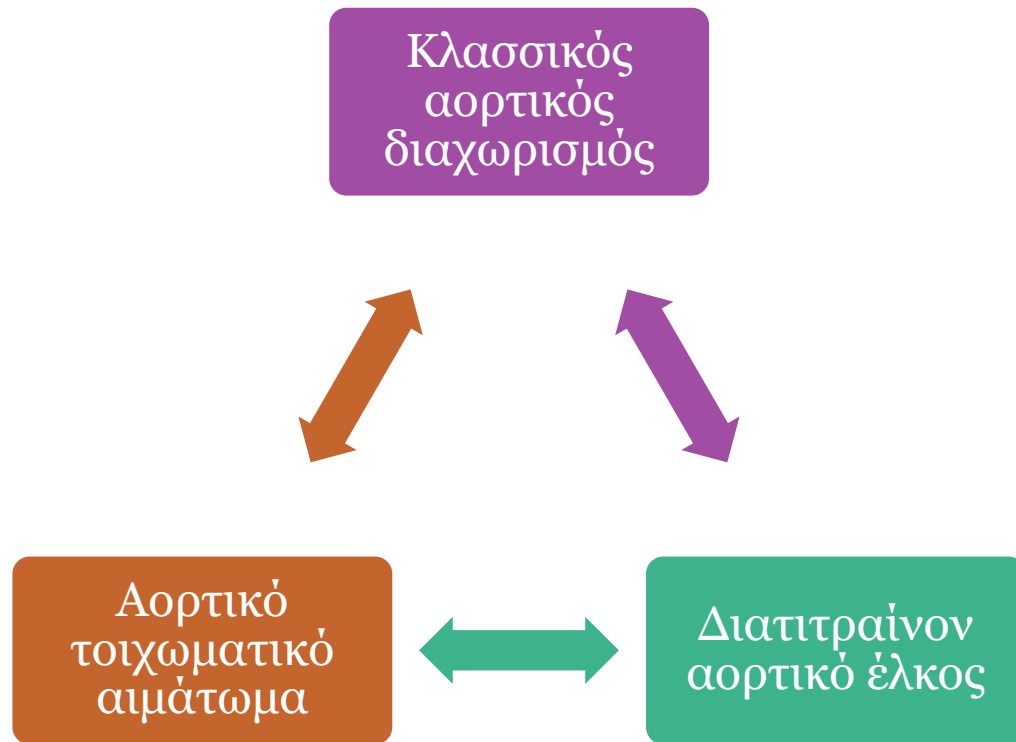 Κλασσικός
αορτικός
διαχωρισμός
Αορτικό
τοιχωματικό
αιμάτωμα
Διατιτραίνον
αορτικό έλκος